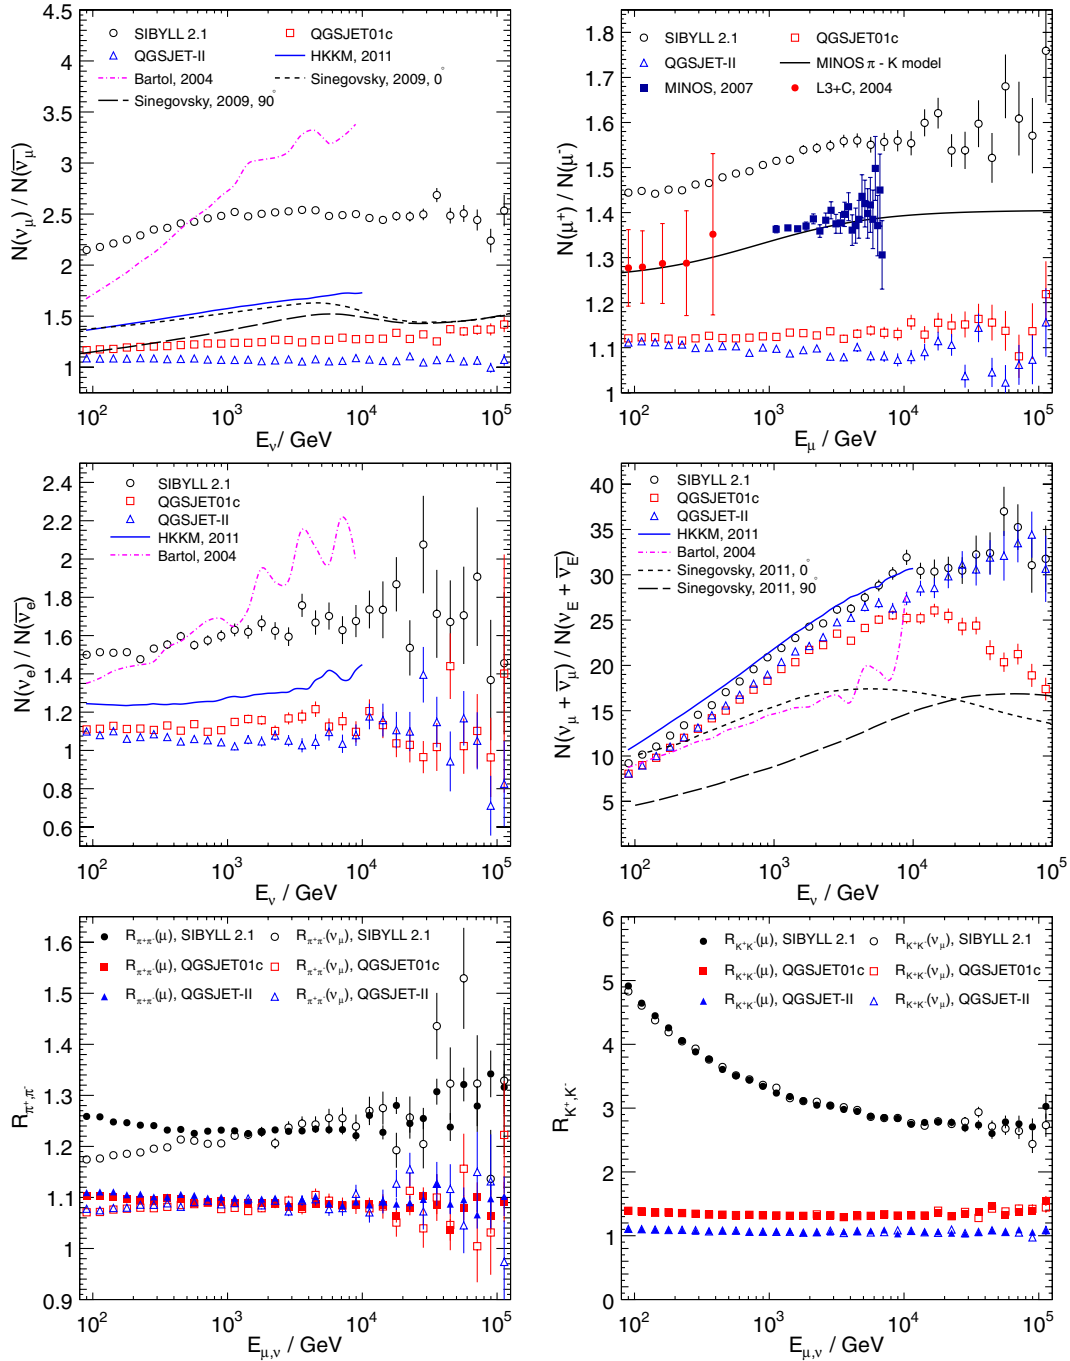 4.5
4
3.5
3
2.5
2
1.5
1
N(ν_μ) / N(ν̅_μ)
SIBYLL 2.1
QGSJET01c
QGSJET-II
HKKM, 2011
Bartol, 2004
Sinegovsky, 2009, 0°
Sinegovsky, 2009, 90°
10² 10³ 10⁴ 10⁵
E_ν / GeV
1.8
1.7
1.6
1.5
1.4
1.3
1.2
1.1
1
N(μ⁺) / N(μ⁻)
SIBYLL 2.1
QGSJET01c
QGSJET-II
MINOS π - K model
MINOS, 2007
L3+C, 2004
10² 10³ 10⁴ 10⁵
E_μ / GeV
2.4
2.2
2
1.8
1.6
1.4
1.2
1
0.8
0.6
N(ν_e) / N(ν̅_e)
SIBYLL 2.1
QGSJET01c
QGSJET-II
HKKM, 2011
Bartol, 2004
10² 10³ 10⁴ 10⁵
E_ν / GeV
40
35
30
25
20
15
10
5
N(ν_μ + ν̅_μ) / N(ν_E + ν̅_E)
SIBYLL 2.1
QGSJET01c
QGSJET-II
HKKM, 2011
Bartol, 2004
Sinegovsky, 2011, 0°
Sinegovsky, 2011, 90°
10² 10³ 10⁴ 10⁵
E_ν / GeV
1.6
1.5
1.4
1.3
1.2
1.1
1
0.9
R_π⁺,π⁻
R_π⁺π⁻(μ), SIBYLL 2.1
R_π⁺π⁻(ν_μ), SIBYLL 2.1
R_π⁺π⁻(μ), QGSJET01c
R_π⁺π⁻(ν_μ), QGSJET01c
R_π⁺π⁻(μ), QGSJET-II
R_π⁺π⁻(ν_μ), QGSJET-II
10² 10³ 10⁴ 10⁵
E_μ,ν / GeV
6
5
4
3
2
1
0
R_K⁺,K⁻
R_K⁺K⁻(μ), SIBYLL 2.1
R_K⁺K⁻(ν_μ), SIBYLL 2.1
R_K⁺K⁻(μ), QGSJET01c
R_K⁺K⁻(ν_μ), QGSJET01c
R_K⁺K⁻(μ), QGSJET-II
R_K⁺K⁻(ν_μ), QGSJET-II
10² 10³ 10⁴ 10⁵
E_μ,ν / GeV